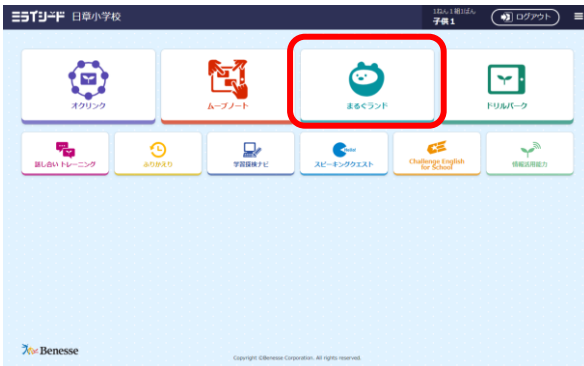 ミライシード 日章小学校
1ねん1組1ばん
子供1
ログアウト
オクリンク
ムーブノート
まるぐランド
ドリルパーク
話し合いトレーニング
ふりかえり
学習探検ナビ
Hello!
スピーキングクエスト
CE
Challenge English
for School
情報活用能力
Benesse
Copyright ©Benesse Corporation. All rights reserved.